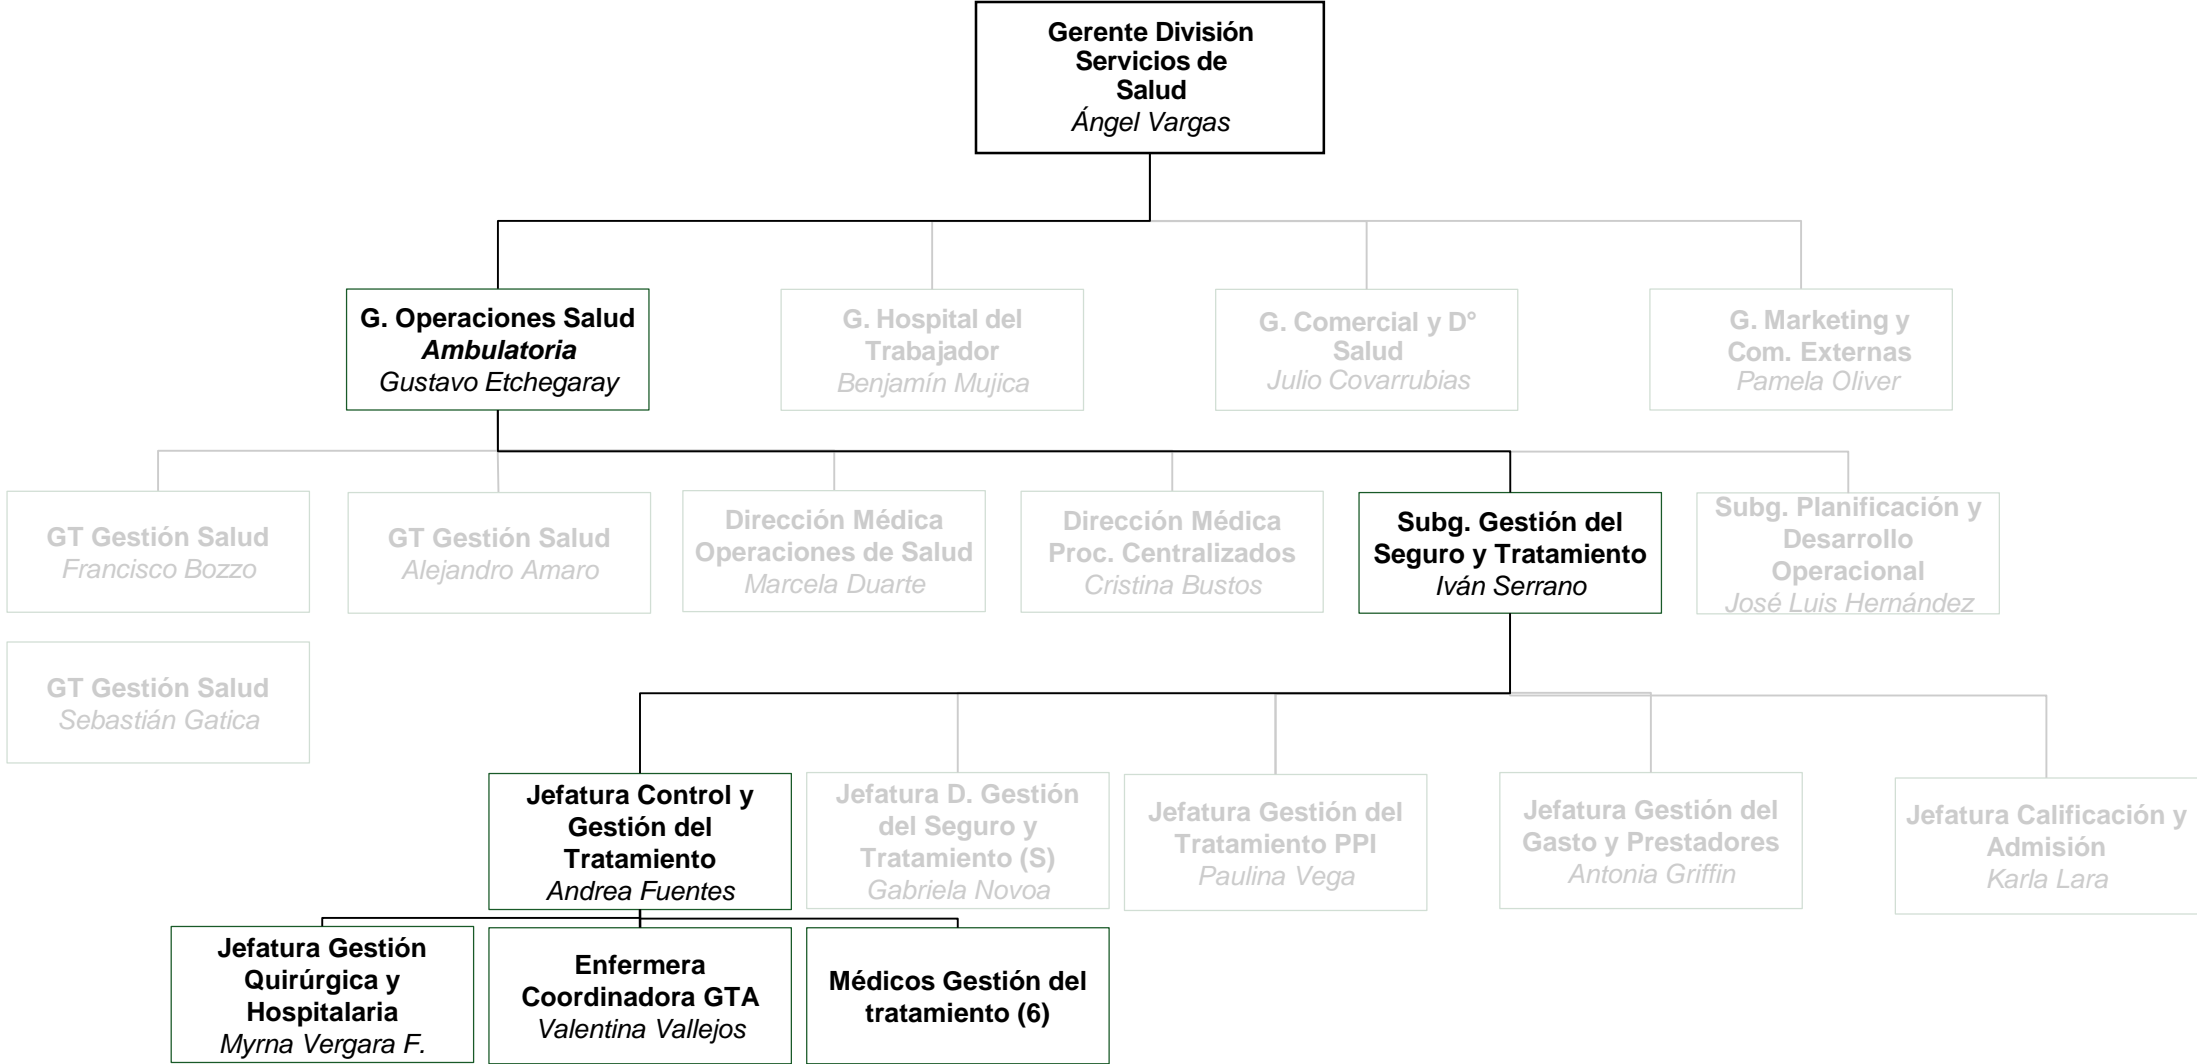 Gerente División
Servicios de
Salud
Ángel Vargas
G. Operaciones Salud
Ambulatoria
Gustavo Etchegaray
G. Hospital del
Trabajador
Benjamín Mujica
G. Comercial y D°
Salud
Julio Covarrubias
G. Marketing y
Com. Externas
Pamela Oliver
GT Gestión Salud
Francisco Bozzo
GT Gestión Salud
Alejandro Amaro
Dirección Médica
Operaciones de Salud
Marcela Duarte
Dirección Médica
Proc. Centralizados
Cristina Bustos
Subg. Gestión del
Seguro y Tratamiento
Iván Serrano
Subg. Planificación y
Desarrollo
Operacional
José Luis Hernández
GT Gestión Salud
Sebastián Gatica
Jefatura Control y
Gestión del
Tratamiento
Andrea Fuentes
Jefatura D. Gestión
del Seguro y
Tratamiento (S)
Gabriela Novoa
Jefatura Gestión del
Tratamiento PPI
Paulina Vega
Jefatura Gestión del
Gasto y Prestadores
Antonia Griffin
Jefatura Calificación y
Admisión
Karla Lara
Jefatura Gestión
Quirúrgica y
Hospitalaria
Myrna Vergara F.
Enfermera
Coordinadora GTA
Valentina Vallejos
Médicos Gestión del
tratamiento (6)